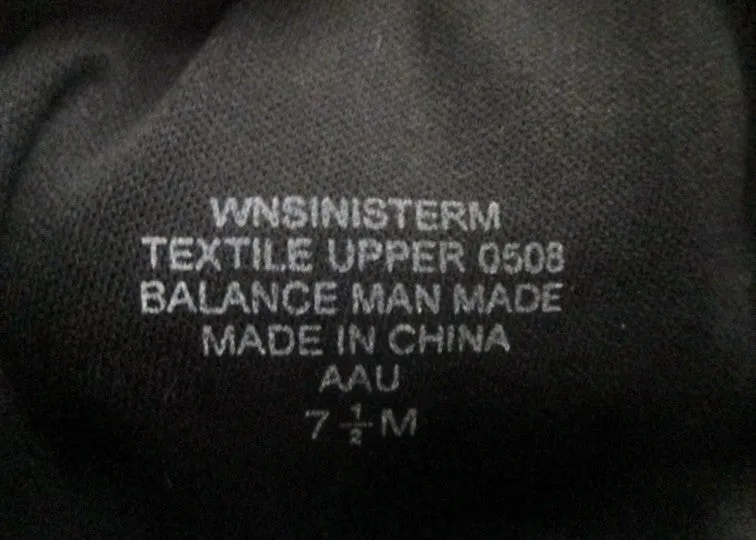 WNSINISTERM
TEXTILE UPPER 0508
BALANCE MAN MADE
MADE IN CHINA
AAU
7 ½ M